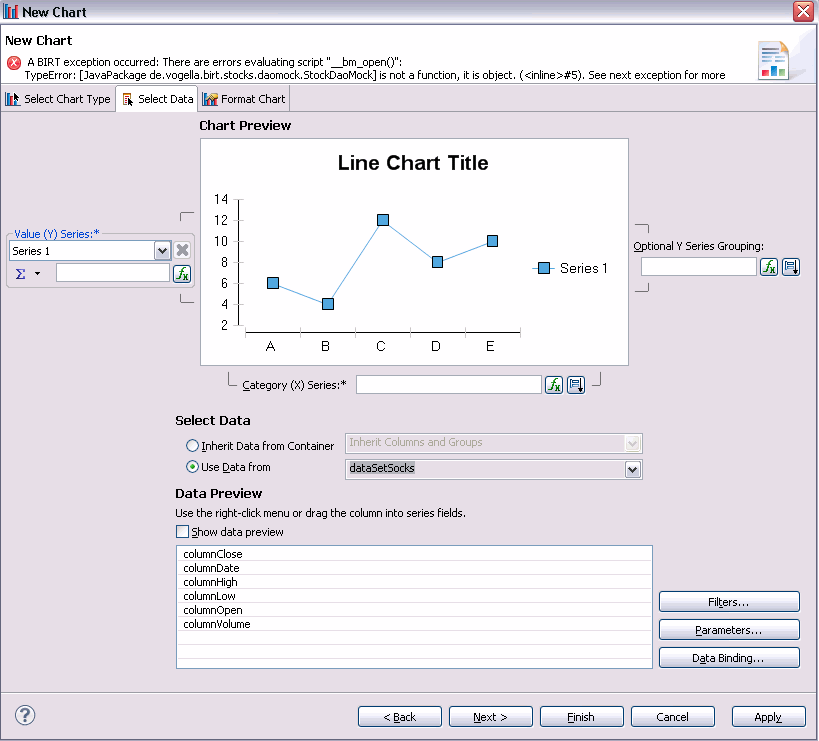 New Chart
New Chart
A BIRT exception occurred: There are errors evaluating script "__bm_open()":
TypeError: [JavaPackage de.vogella.birt.stocks.daomock.StockDaoMock] is not a function, it is object. (<inline>#5). See next exception for more
Select Chart Type
Select Data
Format Chart
Chart Preview
Line Chart Title
14
12
10
8
6
4
2
A B C D E
Series 1
Value (Y) Series:*
Series 1
Σ
fx
Optional Y Series Grouping:
fx
Category (X) Series:*
fx
Select Data
Inherit Data from Container
Inherit Columns and Groups
Use Data from
dataSetSocks
Data Preview
Use the right-click menu or drag the column into series fields.
Show data preview
columnClose
columnDate
columnHigh
columnLow
columnOpen
columnVolume
Filters...
Parameters...
Data Binding...
?
< Back
Next >
Finish
Cancel
Apply